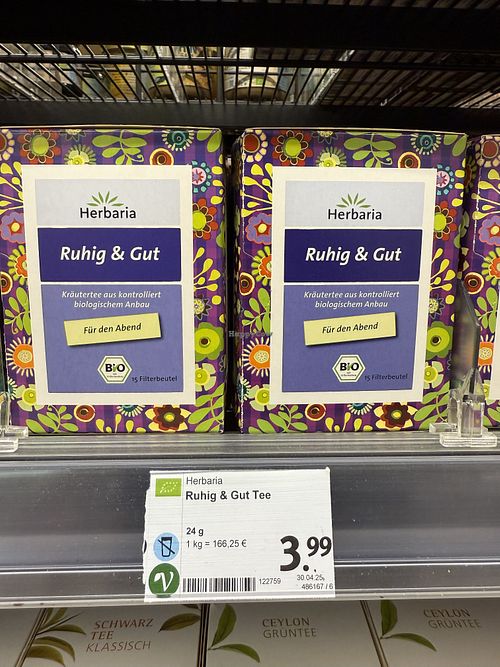 Herbaria
Ruhig & Gut
Kräutertee aus kontrolliert
biologischem Anbau
Für den Abend
BIO
15 Filterbeutel
Herbaria
Ruhig & Gut
Kräutertee aus kontrolliert
biologischem Anbau
Für den Abend
BIO
15 Filterbeutel
Herbaria
Ruhig & Gut Tee
24 g
1 kg = 166,25 €
3.99
V
122759
30.04.25
486167 / 6
SCHWARZ
TEE
KLASSISCH
CEYLON
GRÜNTEE
CEYLON
GRÜNTEE